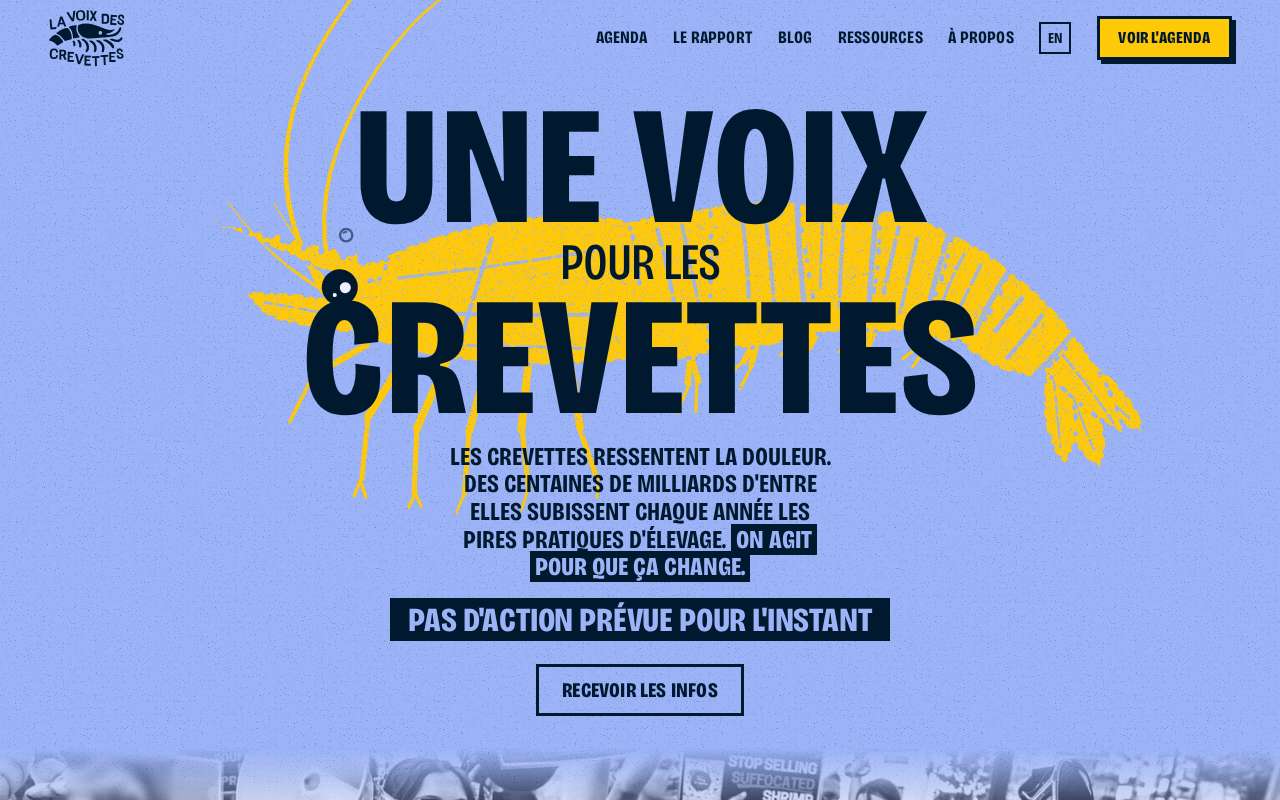 LA VOIX DES
CREVETTES
AGENDA
LE RAPPORT
BLOG
RESSOURCES
À PROPOS
EN
VOIR L'AGENDA
UNE VOIX
POUR LES
CREVETTES
LES CREVETTES RESSENTENT LA DOULEUR.
DES CENTAINES DE MILLIARDS D'ENTRE
ELLES SUBISSENT CHAQUE ANNÉE LES
PIRES PRATIQUES D'ÉLEVAGE. ON AGIT
POUR QUE ÇA CHANGE.
PAS D'ACTION PRÉVUE POUR L'INSTANT
RECEVOIR LES INFOS
STOP SELLING
SUFFOCATED
SHRIMP